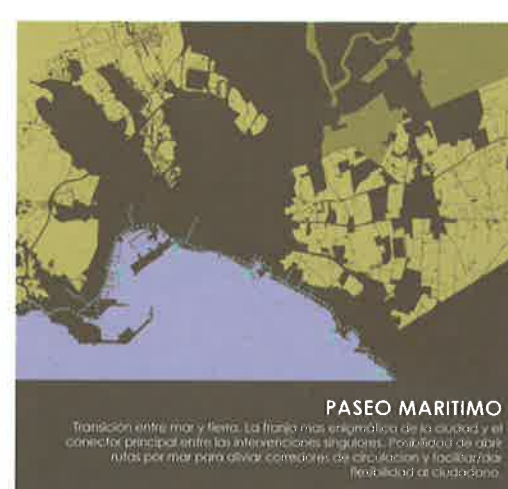 PASEO MARITIMO
Transición entre mar y tierra. La franja mas enigmática de la ciudad y el
conector principal entre las intervenciones singulares. Posibilidad de abrir
rutas por mar para aliviar corredores de circulacion y facilitar/dar
flexibilidad al ciudadano.